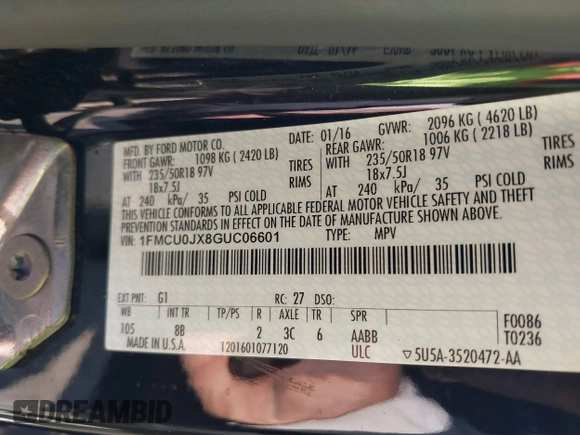 MFD. BY FORD MOTOR CO. 01/16 GVWR: 2096 KG ( 4620 LB)
FRONT GAWR: 1098 KG ( 2420 LB) REAR GAWR: 1006 KG ( 2218 LB)
WITH 235/50R18 97V TIRES WITH 235/50R18 97V TIRES
18x7.5J RIMS 18x7.5J RIMS
AT 240 kPa/ 35 PSI COLD AT 240 kPa/ 35 PSI COLD
THIS VEHICLE CONFORMS TO ALL APPLICABLE FEDERAL MOTOR VEHICLE SAFETY AND THEFT
PREVENTION STANDARDS IN EFFECT ON THE DATE OF MANUFACTURE SHOWN ABOVE.
VIN: 1FMCU0JX8GUC06601 TYPE: MPV
EXT PNT: G1 RC: 27 DSO:
WB INT TR TP/PS R AXLE TR SPR F0086
105 8B 2 3C 6 AABB T0236
MADE IN U.S.A. 1201601077120 ULC ▽5U5A-3520472-AA
DREAMBID